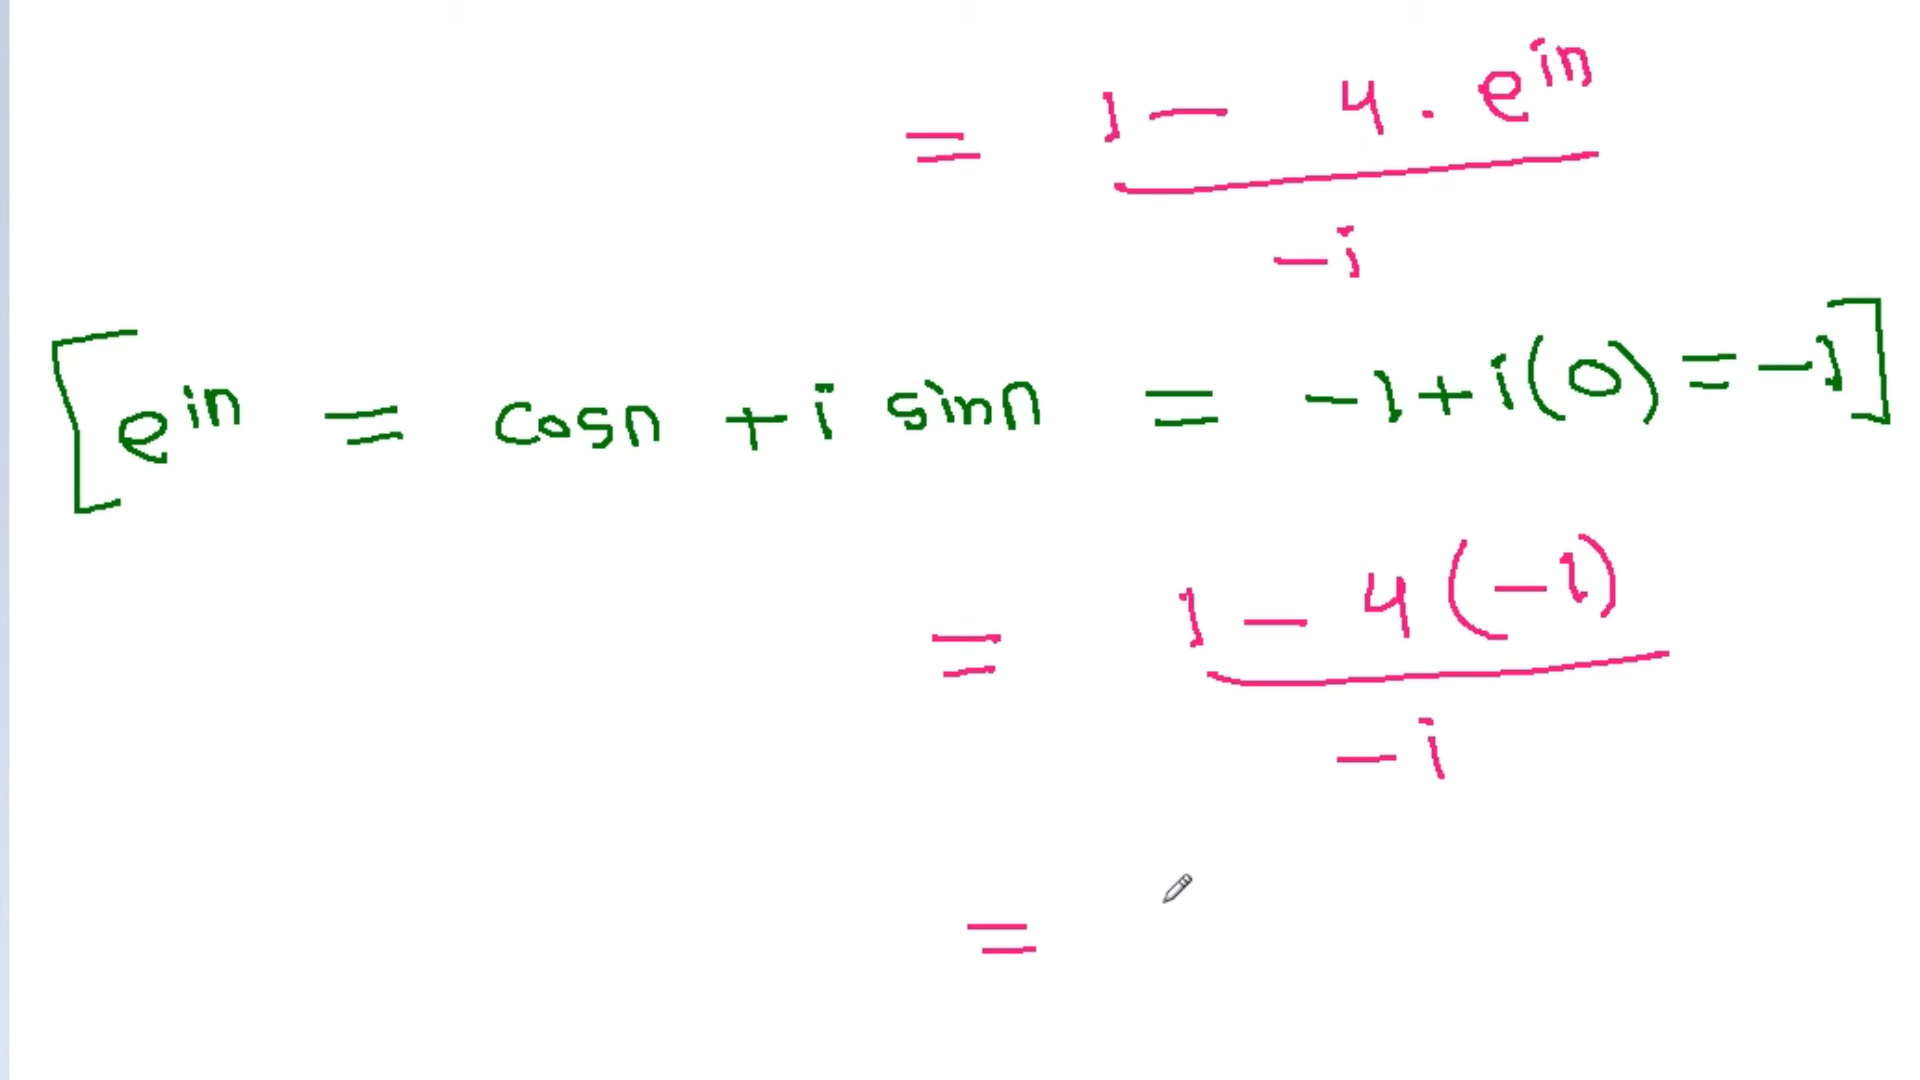 = (1 - 4 . e^{iπ}) / (-i)
[e^{iπ} = cosπ + i sinπ = -1 + i(0) = -1]
= (1 - 4(-1)) / (-i)
=